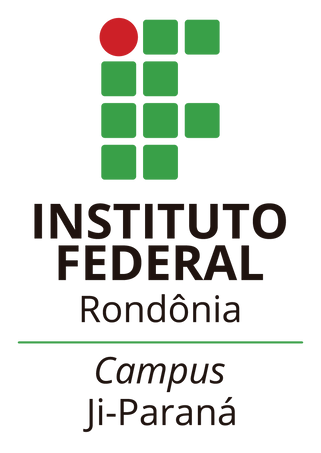 INSTITUTO
FEDERAL
Rondônia
Campus
Ji-Paraná